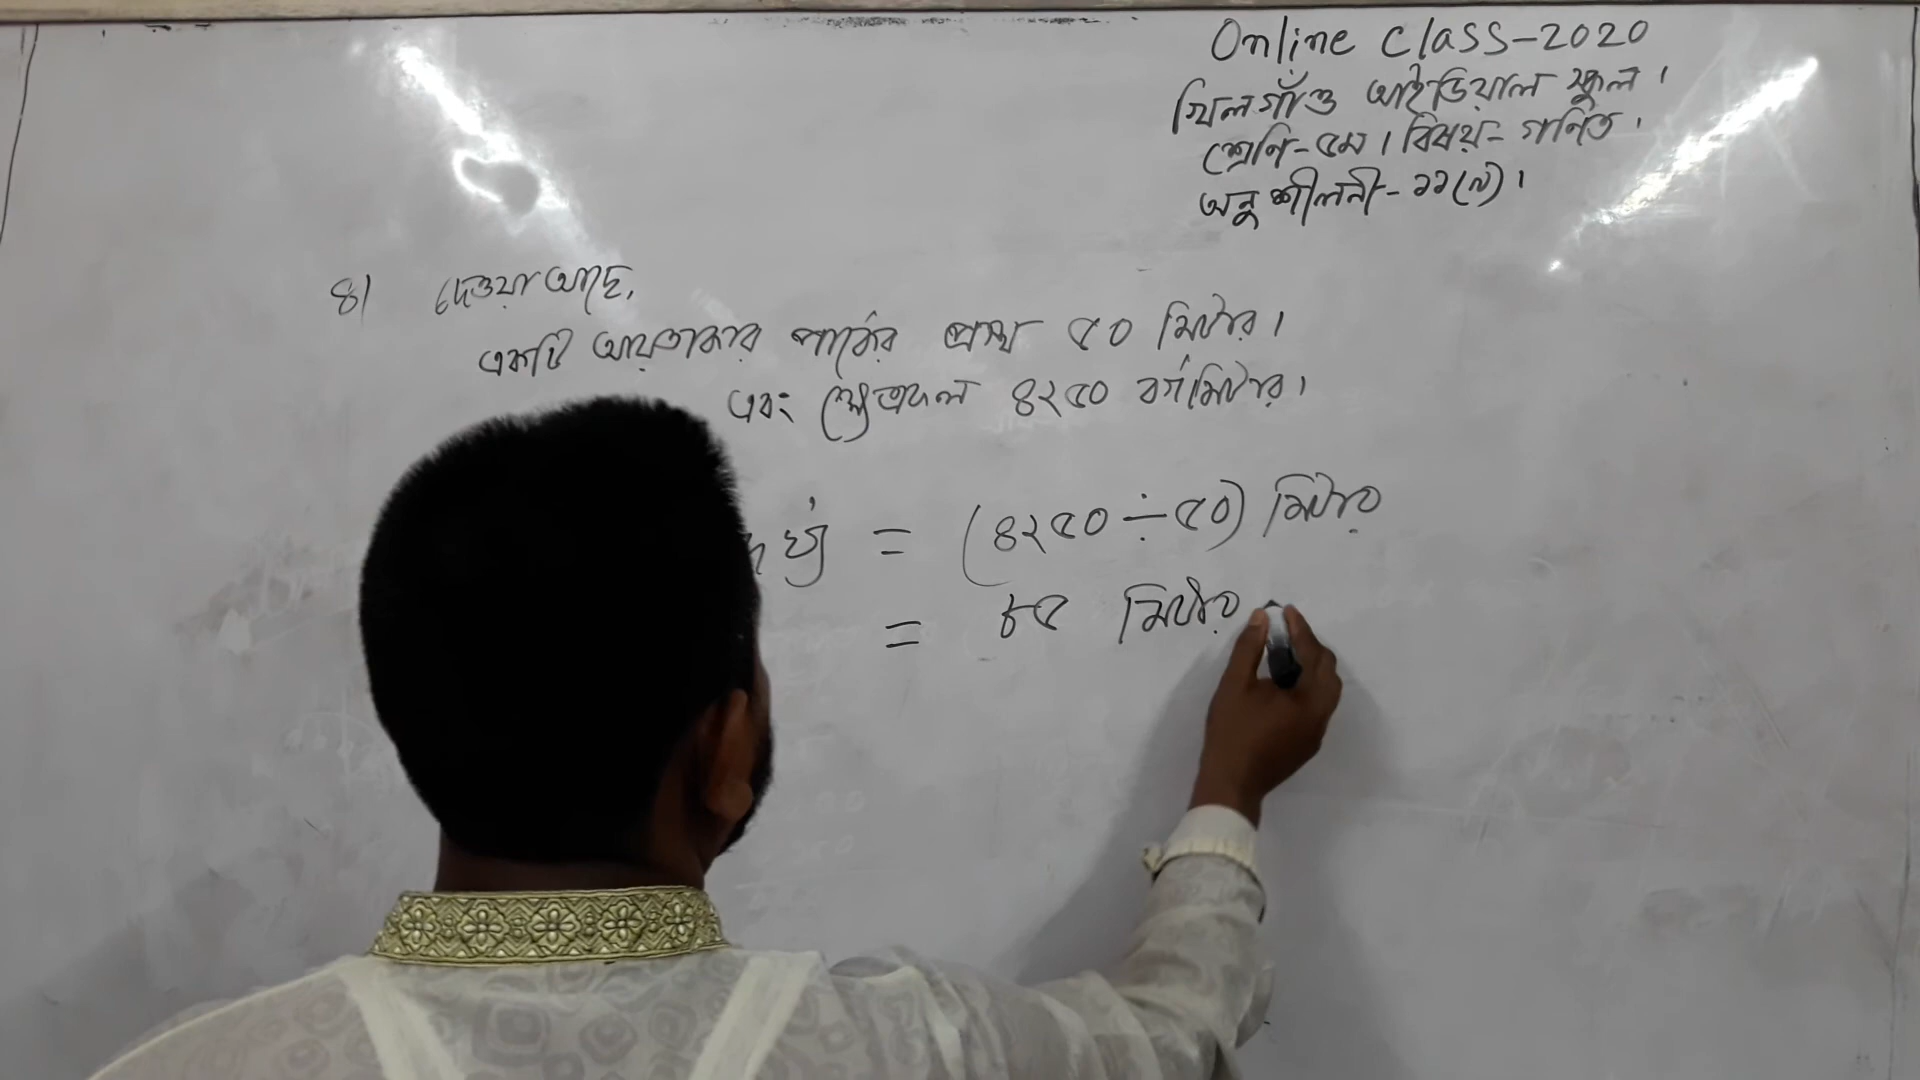 Online Class-2020
খিলগাঁও আইডিয়াল স্কুল।
শ্রেণি-৫ম। বিষয়- গণিত।
অনুশীলনী-১১(এ)।
৪। দেওয়া আছে,
একটি আয়তাকার পার্কের প্রস্থ ৫০ মিটার।
এবং ক্ষেত্রফল ৪২৫০ বর্গমিটার।
= (৪২৫০ ÷ ৫০) মিটার
= ৮৫ মিটার